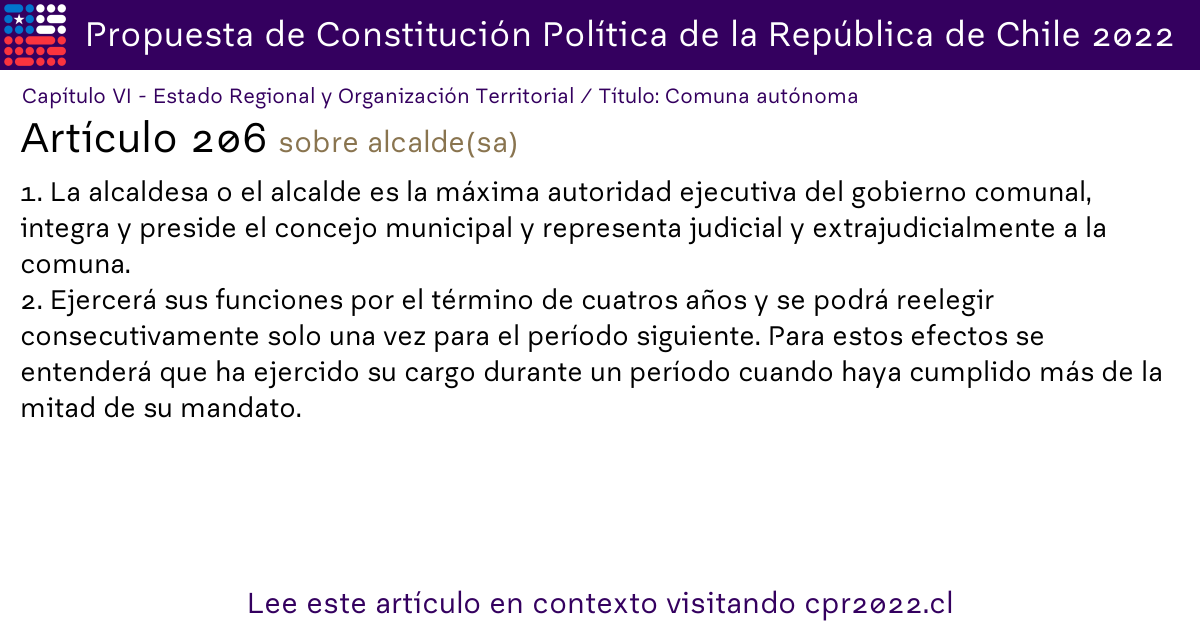 Propuesta de Constitución Política de la República de Chile 2022
Capítulo VI - Estado Regional y Organización Territorial / Título: Comuna autónoma
Artículo 206 sobre alcalde(sa)
1. La alcaldesa o el alcalde es la máxima autoridad ejecutiva del gobierno comunal,
integra y preside el concejo municipal y representa judicial y extrajudicialmente a la
comuna.
2. Ejercerá sus funciones por el término de cuatros años y se podrá reelegir
consecutivamente solo una vez para el período siguiente. Para estos efectos se
entenderá que ha ejercido su cargo durante un período cuando haya cumplido más de la
mitad de su mandato.
Lee este artículo en contexto visitando cpr2022.cl